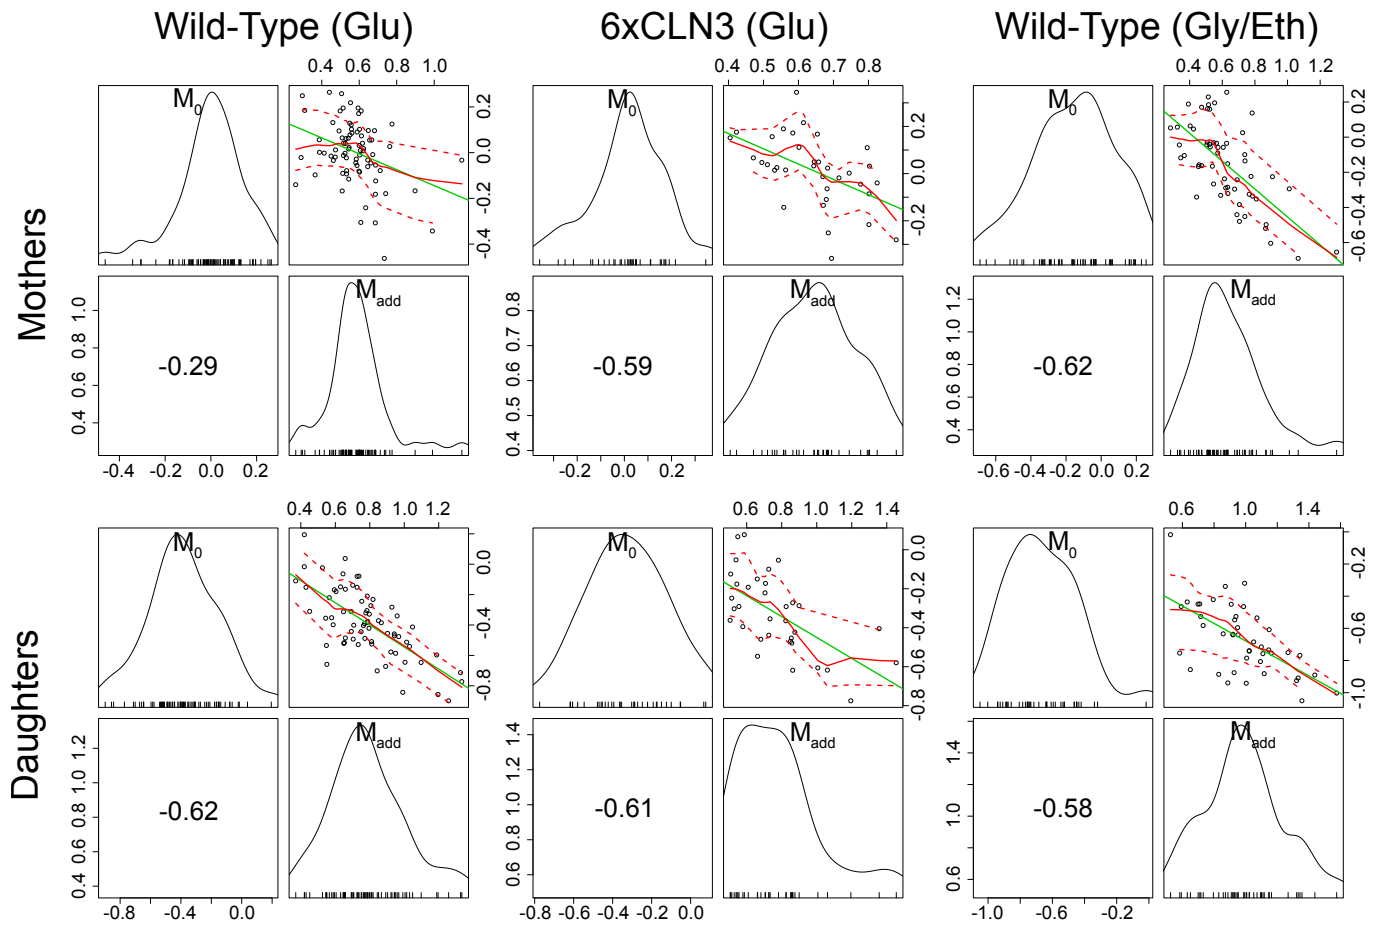 Wild-Type (Glu) 6xCLN3 (Glu) Wild-Type (Gly/Eth)
0.4 0.6 0.8 1.0 0.4 0.5 0.6 0.7 0.8 0.4 0.6 0.8 1.0 1.2
Mothers
M0 0.2 0.0 -0.2 -0.4
M0 0.2 0.0 -0.2
M0 0.2 0.0 -0.2 -0.4 -0.6
1.0 0.8 0.6 0.4 -0.29 Madd
0.8 0.7 0.6 0.5 0.4 -0.59 Madd
1.2 1.0 0.8 0.6 0.4 -0.62 Madd
-0.4 -0.2 0.0 0.2 -0.2 0.0 0.2 -0.6 -0.2 0.0 0.2
0.4 0.6 0.8 1.0 1.2 0.6 0.8 1.0 1.2 1.4 0.6 1.0 1.4
Daughters
M0 0.0 -0.4 -0.8
M0 0.0 -0.2 -0.4 -0.6 -0.8
M0 -0.2 -0.6 -1.0
1.2 1.0 0.8 0.6 0.4 -0.62 Madd
1.4 1.2 1.0 0.8 0.6 -0.61 Madd
1.4 1.0 0.6 -0.58 Madd
-0.8 -0.4 0.0 -0.8 -0.4 -0.2 0.0 -1.0 -0.6 -0.2